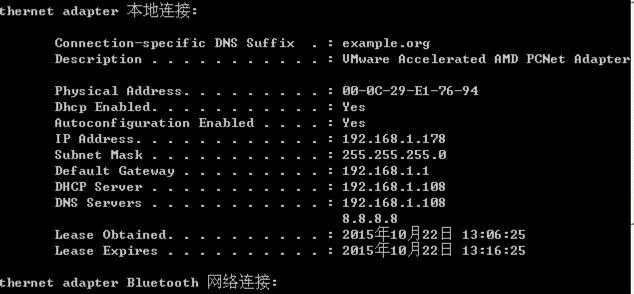 thernet adapter 本地连接:
Connection-specific DNS Suffix . : example.org
Description . . . . . . . . . . . : VMware Accelerated AMD PCNet Adapter
Physical Address. . . . . . . . . : 00-0C-29-E1-76-94
Dhcp Enabled. . . . . . . . . . . : Yes
Autoconfiguration Enabled . . . . : Yes
IP Address. . . . . . . . . . . . : 192.168.1.178
Subnet Mask . . . . . . . . . . . : 255.255.255.0
Default Gateway . . . . . . . . . : 192.168.1.1
DHCP Server . . . . . . . . . . . : 192.168.1.108
DNS Servers . . . . . . . . . . . : 192.168.1.108
8.8.8.8
Lease Obtained. . . . . . . . . . : 2015年10月22日 13:06:25
Lease Expires . . . . . . . . . . : 2015年10月22日 13:16:25
thernet adapter Bluetooth 网络连接: